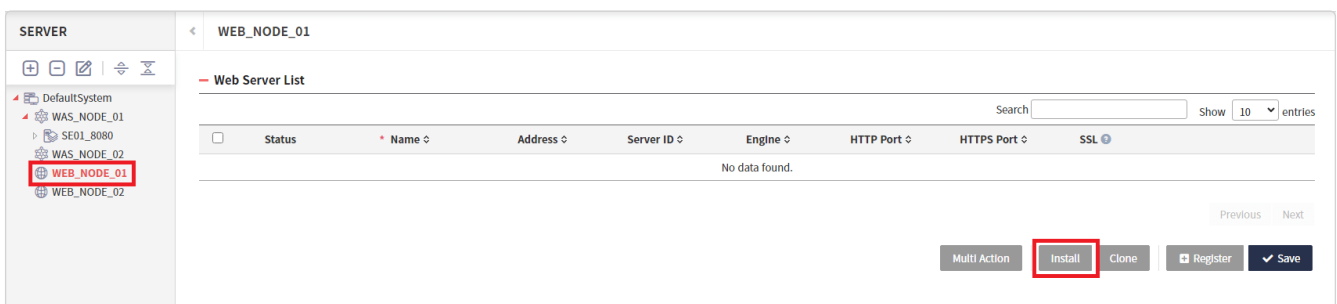 SERVER
WEB_NODE_01
DefaultSystem
WAS_NODE_01
SE01_8080
WAS_NODE_02
WEB_NODE_01
WEB_NODE_02
Web Server List
Search Show 10 entries
Status * Name Address Server ID Engine HTTP Port HTTPS Port SSL ?
No data found.
Previous Next
Multi Action Install Clone Register Save